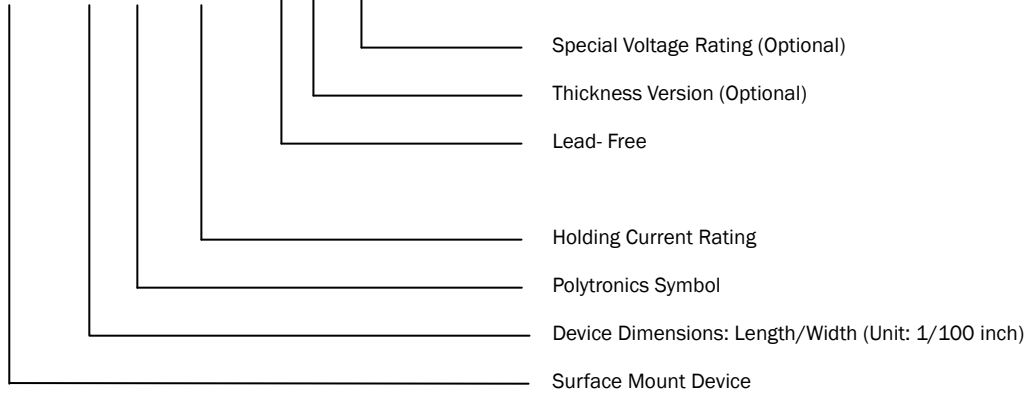 Special Voltage Rating (Optional)
Thickness Version (Optional)
Lead- Free
Holding Current Rating
Polytronics Symbol
Device Dimensions: Length/Width (Unit: 1/100 inch)
Surface Mount Device